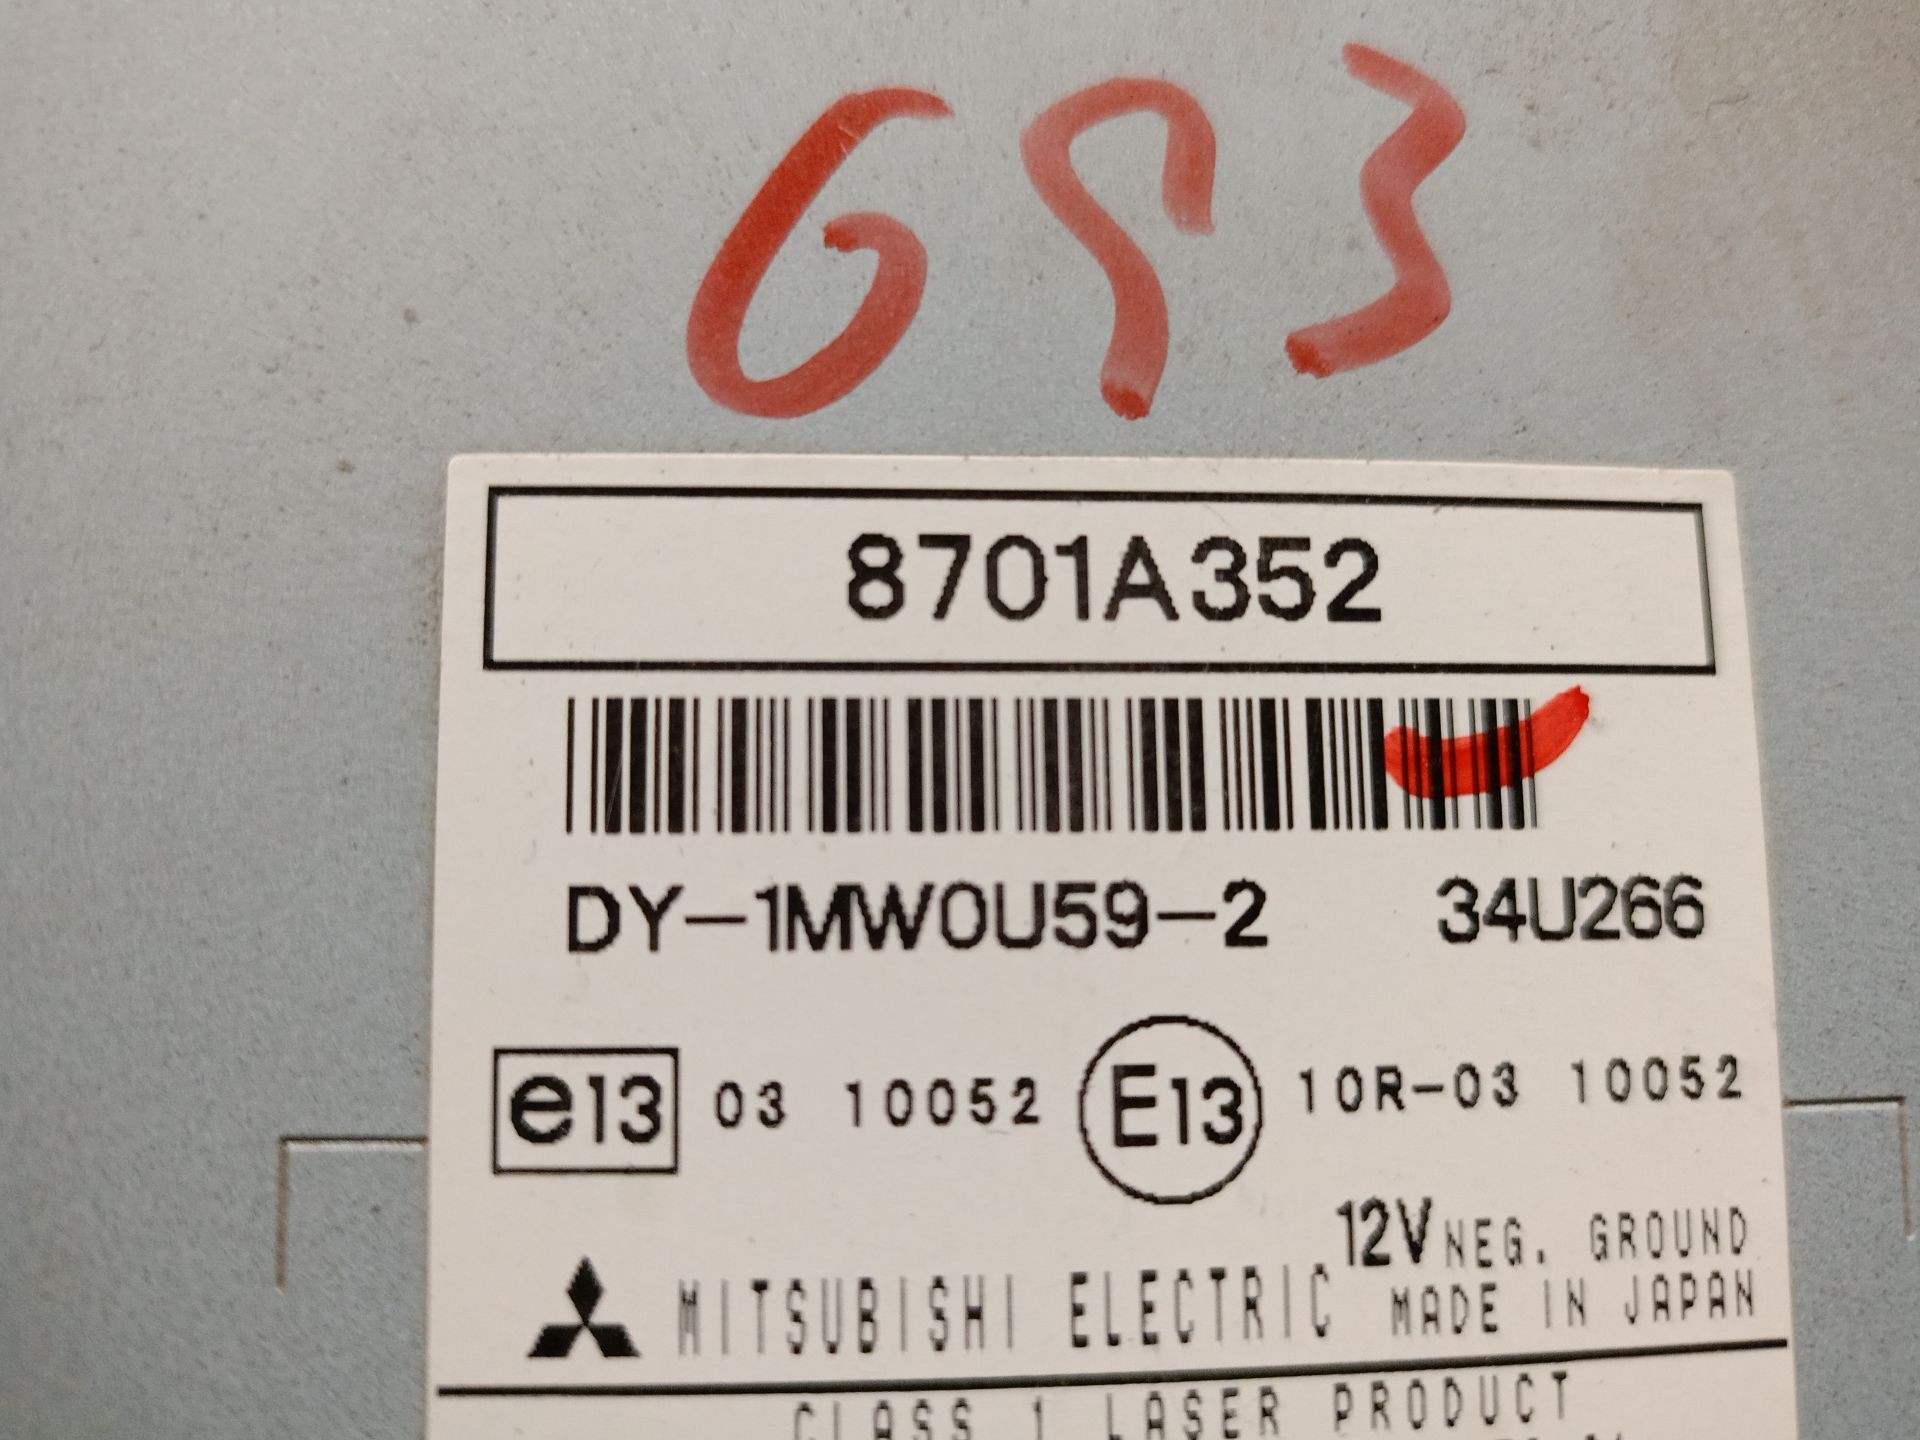 8701A352
DY-1MW0U59-2 34U266
e13 03 10052 E13 10R-03 10052
12V NEG. GROUND
MITSUBISHI ELECTRIC MADE IN JAPAN
CLASS 1 LASER PRODUCT